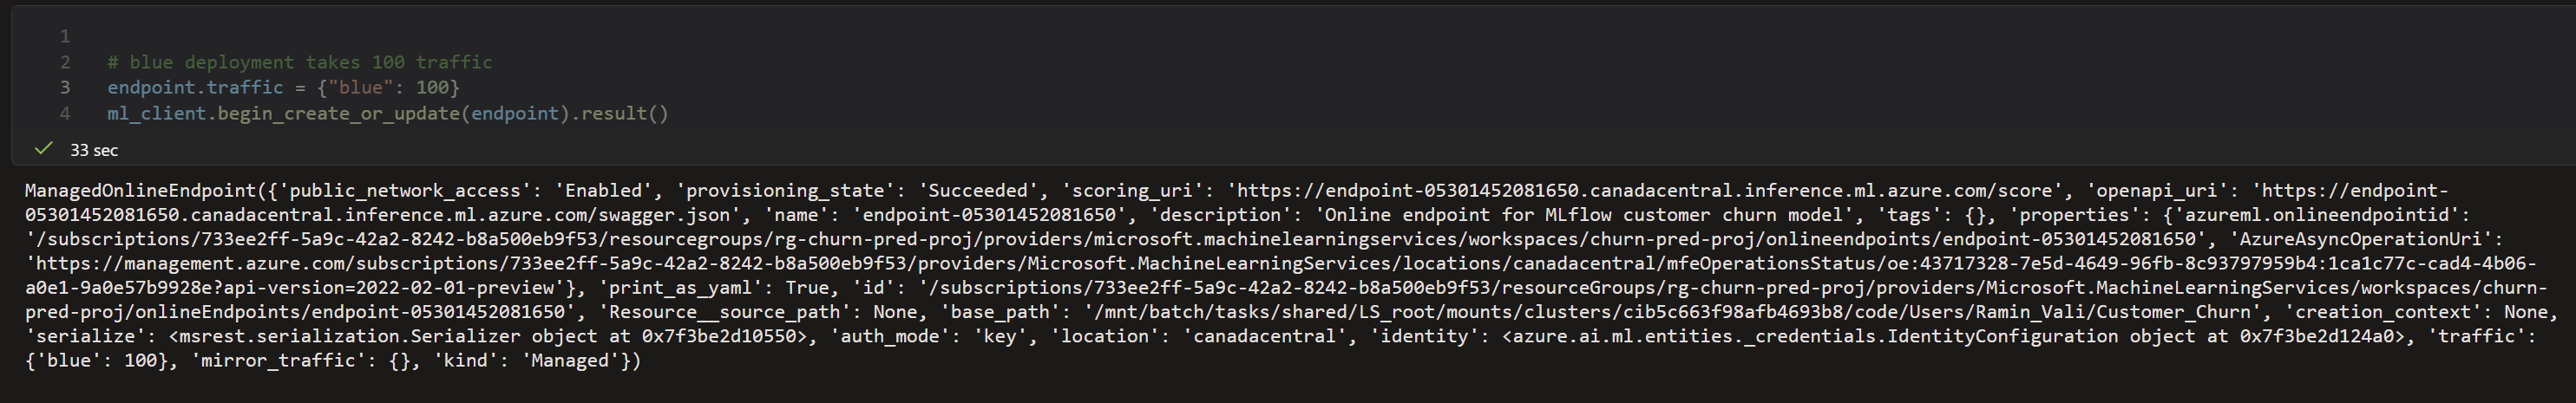 1
2 # blue deployment takes 100 traffic
3 endpoint.traffic = {"blue": 100}
4 ml_client.begin_create_or_update(endpoint).result()
33 sec
ManagedOnlineEndpoint({'public_network_access': 'Enabled', 'provisioning_state': 'Succeeded', 'scoring_uri': 'https://endpoint-05301452081650.canadacentral.inference.ml.azure.com/score', 'openapi_uri': 'https://endpoint-
05301452081650.canadacentral.inference.ml.azure.com/swagger.json', 'name': 'endpoint-05301452081650', 'description': 'Online endpoint for MLflow customer churn model', 'tags': {}, 'properties': {'azureml.onlineendpointid':
'/subscriptions/733ee2ff-5a9c-42a2-8242-b8a500eb9f53/resourcegroups/rg-churn-pred-proj/providers/microsoft.machinelearningservices/workspaces/churn-pred-proj/onlineendpoints/endpoint-05301452081650', 'AzureAsyncOperationUri':
'https://management.azure.com/subscriptions/733ee2ff-5a9c-42a2-8242-b8a500eb9f53/providers/Microsoft.MachineLearningServices/locations/canadacentral/mfeOperationsStatus/oe:43717328-7e5d-4649-96fb-8c93797959b4:1ca1c77c-cad4-4b06-
a0e1-9a0e57b9928e?api-version=2022-02-01-preview'}, 'print_as_yaml': True, 'id': '/subscriptions/733ee2ff-5a9c-42a2-8242-b8a500eb9f53/resourceGroups/rg-churn-pred-proj/providers/Microsoft.MachineLearningServices/workspaces/churn-
pred-proj/onlineEndpoints/endpoint-05301452081650', 'Resource__source_path': None, 'base_path': '/mnt/batch/tasks/shared/LS_root/mounts/clusters/cib5c663f98afb4693b8/code/Users/Ramin_Vali/Customer_Churn', 'creation_context': None,
'serialize': <msrest.serialization.Serializer object at 0x7f3be2d10550>, 'auth_mode': 'key', 'location': 'canadacentral', 'identity': <azure.ai.ml.entities._credentials.IdentityConfiguration object at 0x7f3be2d124a0>, 'traffic':
{'blue': 100}, 'mirror_traffic': {}, 'kind': 'Managed'})